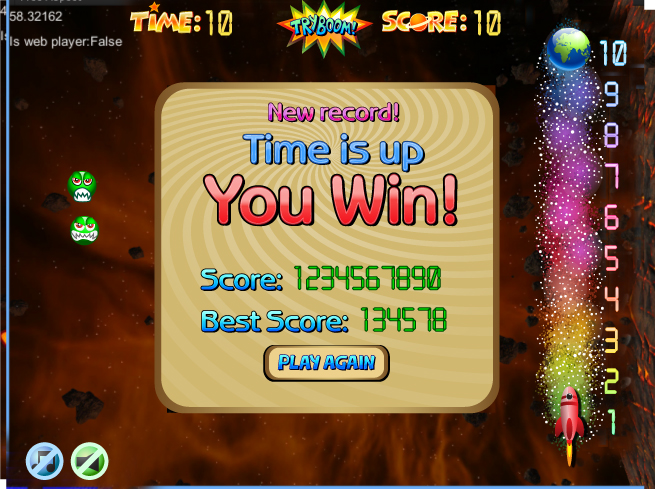 58.32162
Is web player:False
TIME: 10
TRYBOOM!
SCORE: 10
New record!
Time is up
You Win!
Score: 1234567890
Best Score: 134578
PLAY AGAIN
10
9
8
7
6
5
4
3
2
1